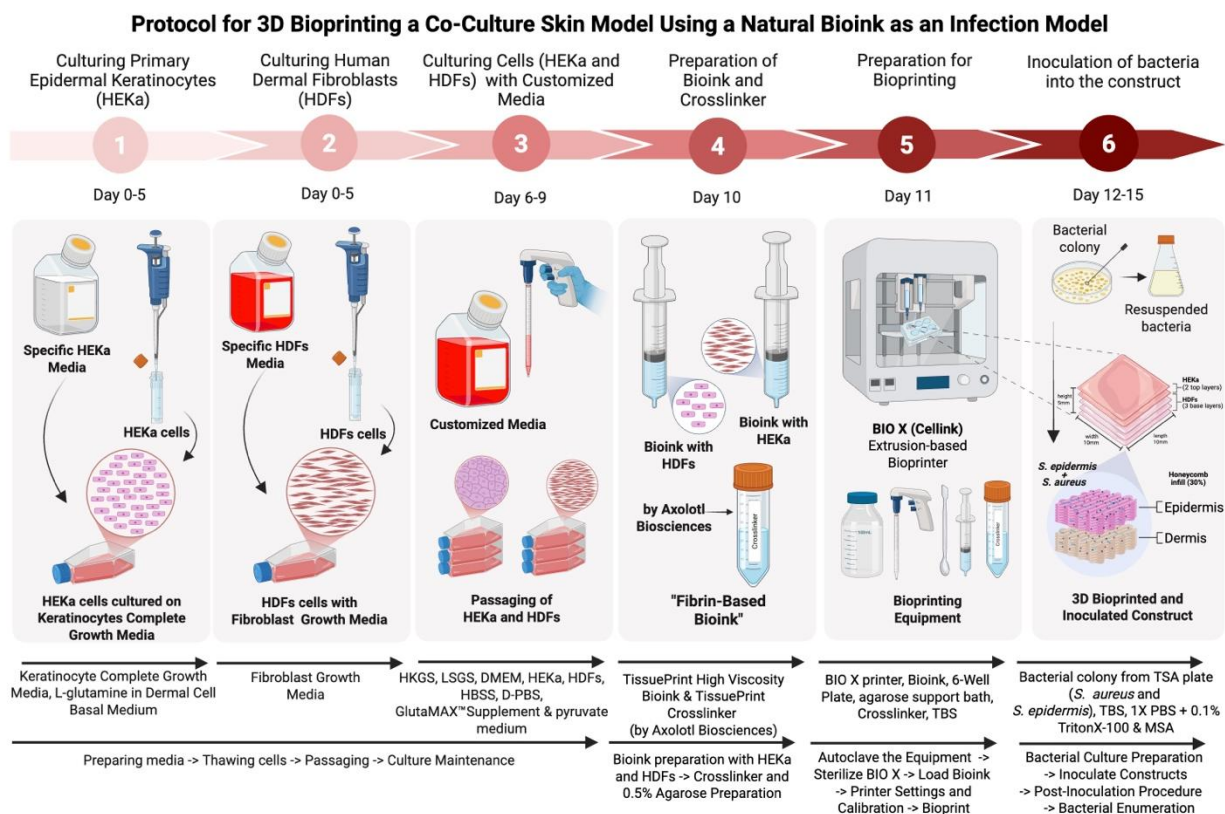 Protocol for 3D Bioprinting a Co-Culture Skin Model Using a Natural Bioink as an Infection Model
Culturing Primary
Epidermal Keratinocytes
(HEKa)
Culturing Human
Dermal Fibroblasts
(HDFs)
Culturing Cells (HEKa
and HDFs) with Customized
Media
Preparation of
Bioink and
Crosslinker
Preparation for
Bioprinting
Inoculation of bacteria
into the construct
1
2
3
4
5
6
Day 0-5
Day 0-5
Day 6-9
Day 10
Day 11
Day 12-15
Specific HEKa
Media
HEKa cells
HEKa cells cultured on
Keratinocytes Complete
Growth Media
Specific HDFs
Media
HDFs cells
HDFs cells with
Fibroblast Growth Media
Customized Media
Passaging of
HEKa and HDFs
Bioink with
HDFs
Bioink with
HEKa
by Axolotl
Biosciences
Crosslinker
"Fibrin-Based
Bioink"
BIO X (Cellink)
Extrusion-based
Bioprinter
100mL
Crosslinker
Bioprinting
Equipment
Bacterial
colony
Resuspended
bacteria
HEKa
(2 top layers)
HDFs
(3 base layers)
height
5mm
width
10mm
length
10mm
S. epidermis
+
S. aureus
Honeycomb
infill (30%)
Epidermis
Dermis
3D Bioprinted and
Inoculated Construct
Keratinocyte Complete Growth
Media, L-glutamine in Dermal Cell
Basal Medium
Fibroblast Growth
Media
HKGS, LSGS, DMEM, HEKa, HDFs,
HBSS, D-PBS,
GlutaMAX™Supplement & pyruvate
medium
TissuePrint High Viscosity
Bioink & TissuePrint
Crosslinker
(by Axolotl Biosciences)
BIO X printer, Bioink, 6-Well
Plate, agarose support bath,
Crosslinker, TBS
Bacterial colony from TSA plate
(S. aureus and
S. epidermis), TBS, 1X PBS + 0.1%
TritonX-100 & MSA
Preparing media -> Thawing cells -> Passaging -> Culture Maintenance
Bioink preparation with HEKa
and HDFs -> Crosslinker and
0.5% Agarose Preparation
Autoclave the Equipment ->
Sterilize BIO X -> Load Bioink
-> Printer Settings and
Calibration -> Bioprint
Bacterial Culture Preparation
-> Inoculate Constructs
-> Post-Inoculation Procedure
-> Bacterial Enumeration